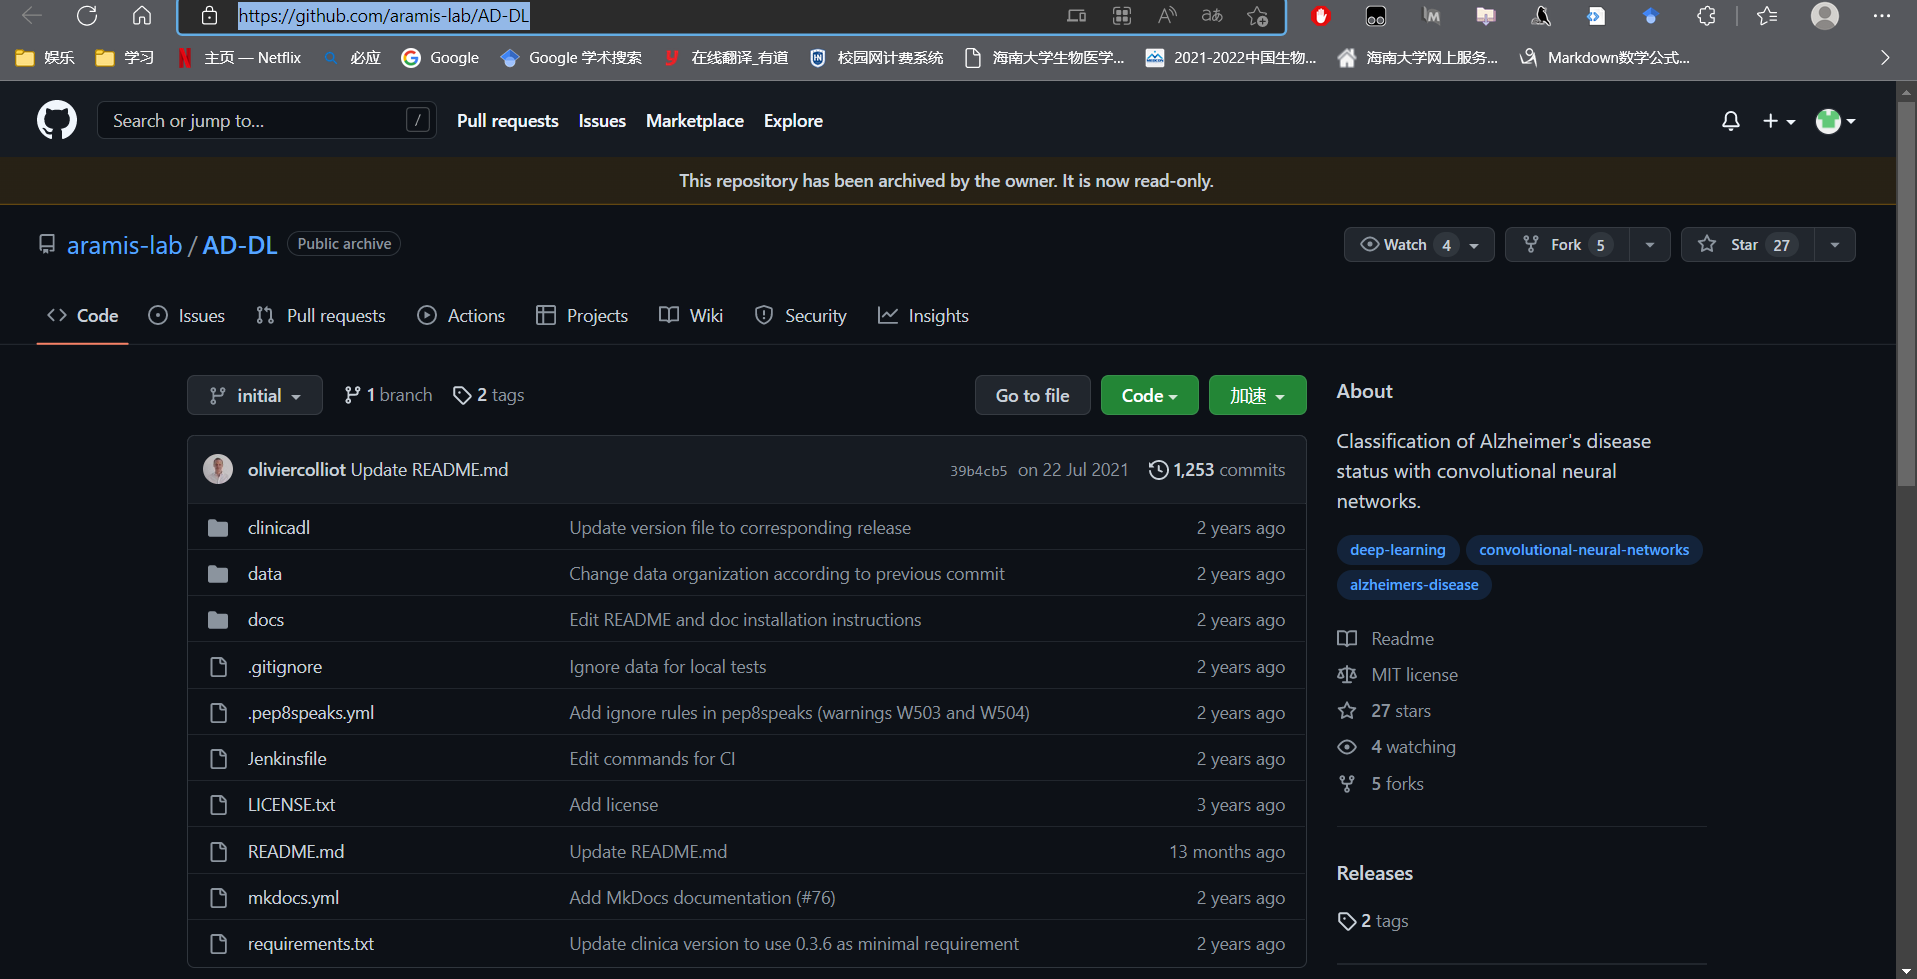 https://github.com/aramis-lab/AD-DL
娱乐 学习 主页 — Netflix 必应 Google Google 学术搜索 在线翻译_有道 校园网计费系统 海南大学生物医学... 2021-2022中国生物... 海南大学网上服务... Markdown数学公式...
Search or jump to... / Pull requests Issues Marketplace Explore
This repository has been archived by the owner. It is now read-only.
aramis-lab / AD-DL Public archive Watch 4 Fork 5 Star 27
Code Issues Pull requests Actions Projects Wiki Security Insights
initial 1 branch 2 tags Go to file Code 加速
oliviercolliot Update README.md 39b4cb5 on 22 Jul 2021 1,253 commits
clinicadl Update version file to corresponding release 2 years ago
data Change data organization according to previous commit 2 years ago
docs Edit README and doc installation instructions 2 years ago
.gitignore Ignore data for local tests 2 years ago
.pep8speaks.yml Add ignore rules in pep8speaks (warnings W503 and W504) 2 years ago
Jenkinsfile Edit commands for CI 2 years ago
LICENSE.txt Add license 3 years ago
README.md Update README.md 13 months ago
mkdocs.yml Add MkDocs documentation (#76) 2 years ago
requirements.txt Update clinica version to use 0.3.6 as minimal requirement 2 years ago
About
Classification of Alzheimer's disease
status with convolutional neural
networks.
deep-learning convolutional-neural-networks
alzheimers-disease
Readme
MIT license
27 stars
4 watching
5 forks
Releases
2 tags